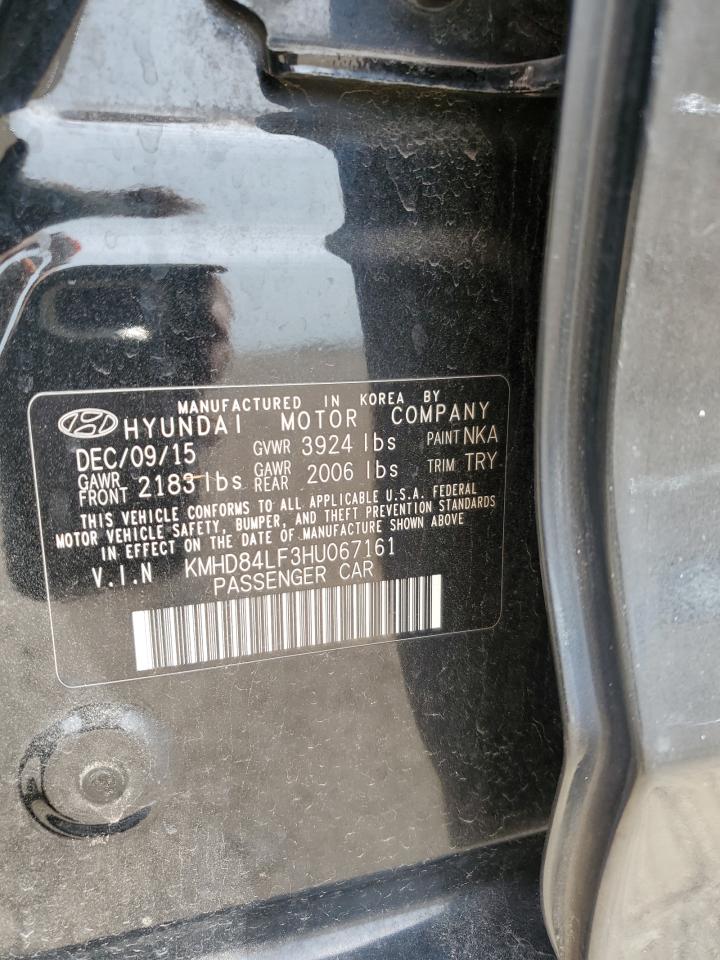 MANUFACTURED IN KOREA BY
HYUNDAI MOTOR COMPANY
DEC/09/15 GVWR 3924 lbs PAINT NKA
GAWR FRONT 2183 lbs GAWR REAR 2006 lbs TRIM TRY
THIS VEHICLE CONFORMS TO ALL APPLICABLE U.S.A. FEDERAL
MOTOR VEHICLE SAFETY, BUMPER, AND THEFT PREVENTION STANDARDS
IN EFFECT ON THE DATE OF MANUFACTURE SHOWN ABOVE
V.I.N KMHD84LF3HU067161
PASSENGER CAR